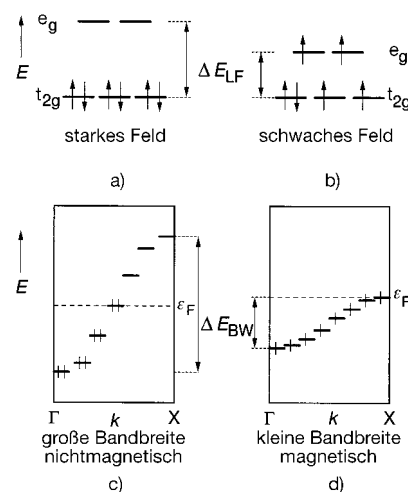 E
e_g
t_2g
ΔE_LF
starkes Feld
a)
e_g
t_2g
schwaches Feld
b)
E
ε_F
ΔE_BW
Γ k X
große Bandbreite
nichtmagnetisch
c)
ε_F
Γ k X
kleine Bandbreite
magnetisch
d)